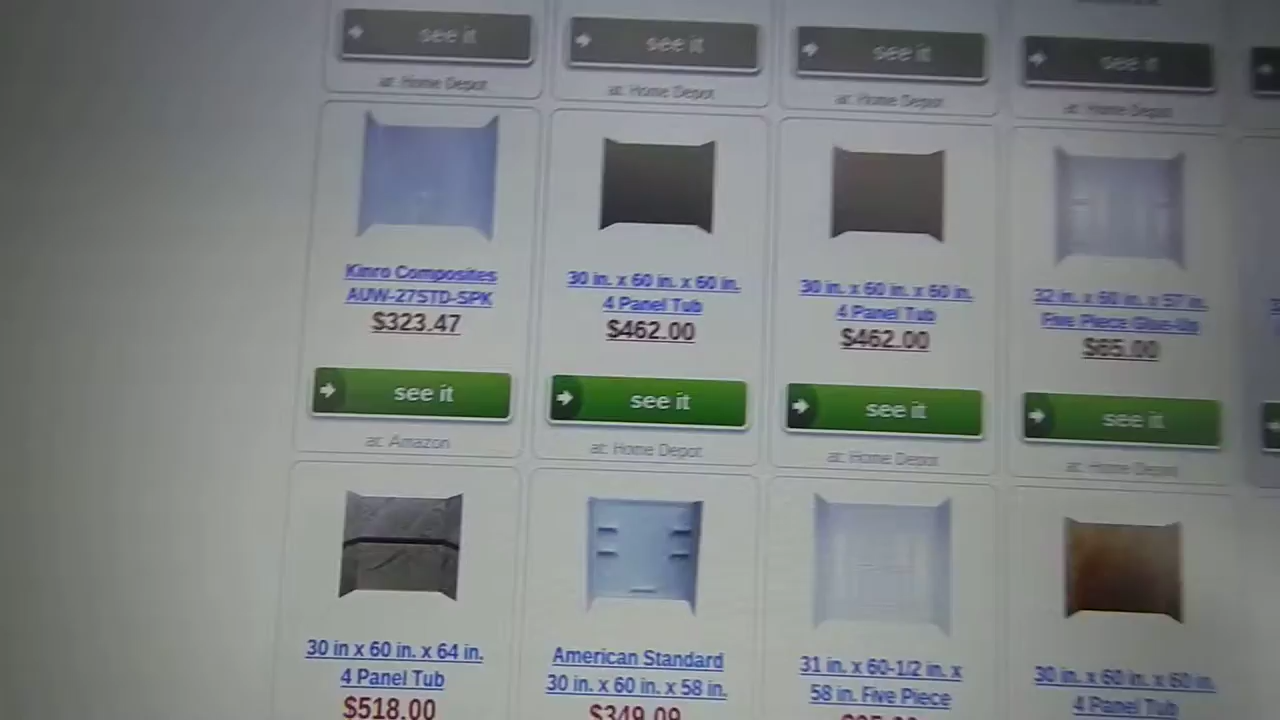 see it
see it
see it
see it
at: Home Depot
at: Home Depot
at: Home Depot
at: Home Depot
Kinro Composites
AUW-27STD-SPK
$323.47
30 in. x 60 in. x 60 in.
4 Panel Tub
$462.00
30 in. x 60 in. x 60 in.
4 Panel Tub
$462.00
32 in. x 60 in. x 57 in.
Five Piece Glue-Up
$65.00
see it
see it
see it
see it
at: Amazon
at: Home Depot
at: Home Depot
at: Home Depot
30 in x 60 in. x 64 in.
4 Panel Tub
$518.00
American Standard
30 in. x 60 in. x 58 in.
$349.09
31 in. x 60-1/2 in. x
58 in. Five Piece
30 in. x 60 in. x 60 in.
4 Panel Tub